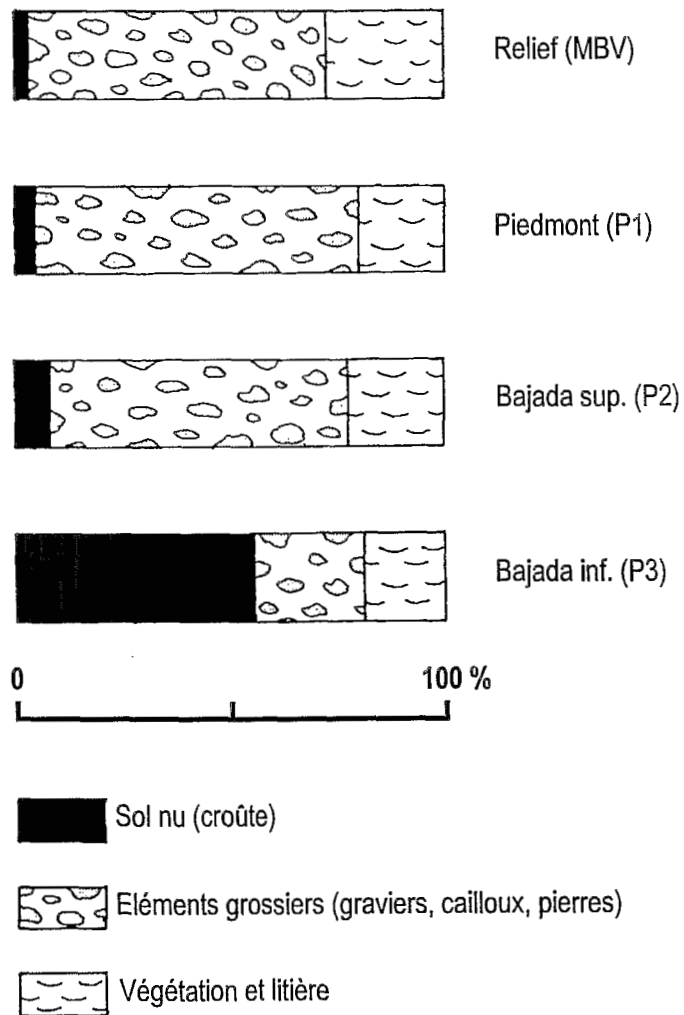 Relief (MBV)
Piedmont (P1)
Bajada sup. (P2)
Bajada inf. (P3)
0 100 %
Sol nu (croûte)
Eléments grossiers (graviers, cailloux, pierres)
Végétation et litière